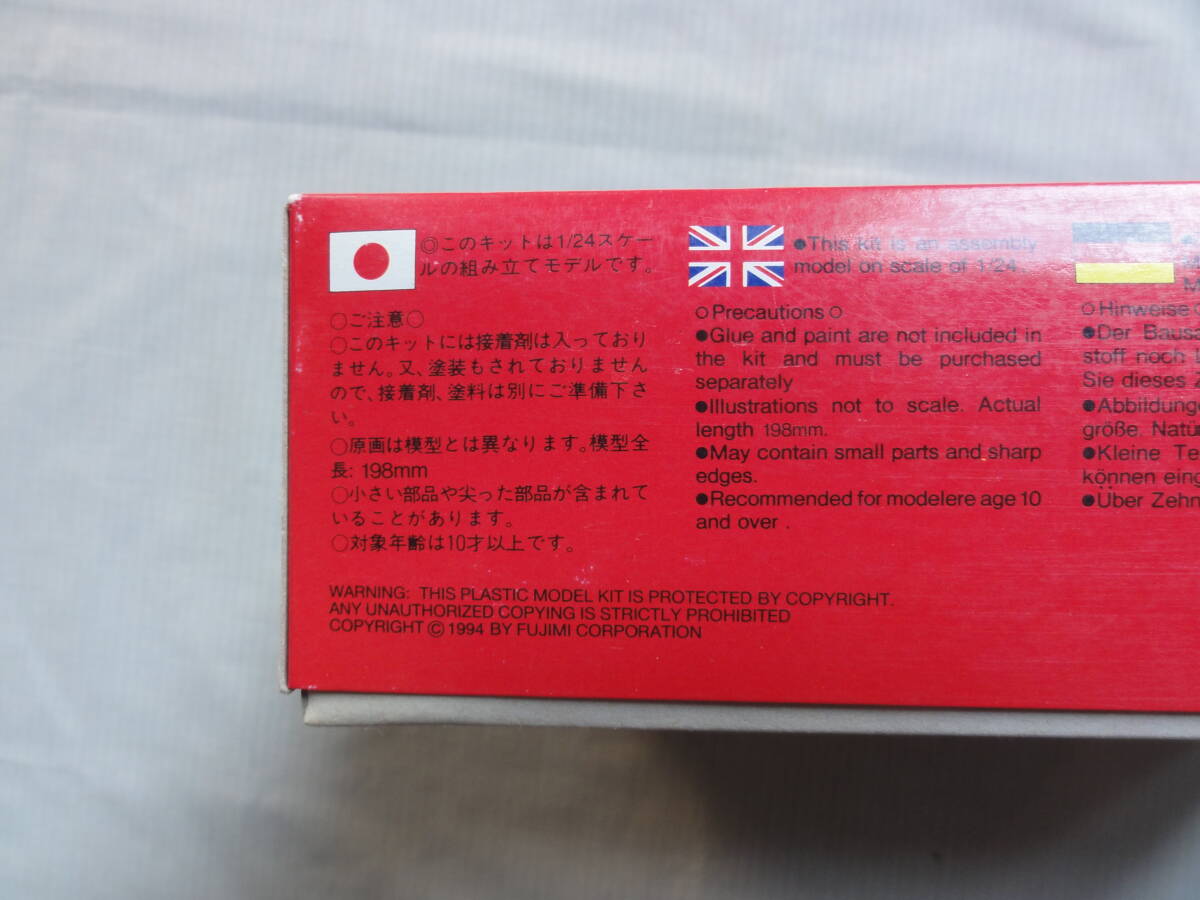 ◎このキットは1/24スケー
ルの組み立てモデルです。
○ご注意○
○このキットには接着剤は入っており
ません。又、塗装もされておりません
ので、接着剤、塗料は別にご準備下さ
い。
○原画は模型とは異なります。模型全
長: 198mm
○小さい部品や尖った部品が含まれて
いることがあります。
○対象年齢は10才以上です。
●This kit is an assembly
model on scale of 1/24.
○Precautions○
●Glue and paint are not included in
the kit and must be purchased
separately
●Illustrations not to scale. Actual
length 198mm.
●May contain small parts and sharp
edges.
●Recommended for modelere age 10
and over .
○Hinweise
●Der
stoff noch
Sie dieses
größe.
●Kleine
können
●Über
WARNING: THIS PLASTIC MODEL KIT IS PROTECTED BY COPYRIGHT.
ANY UNAUTHORIZED COPYING IS STRICTLY PROHIBITED
COPYRIGHT © 1994 BY FUJIMI CORPORATION